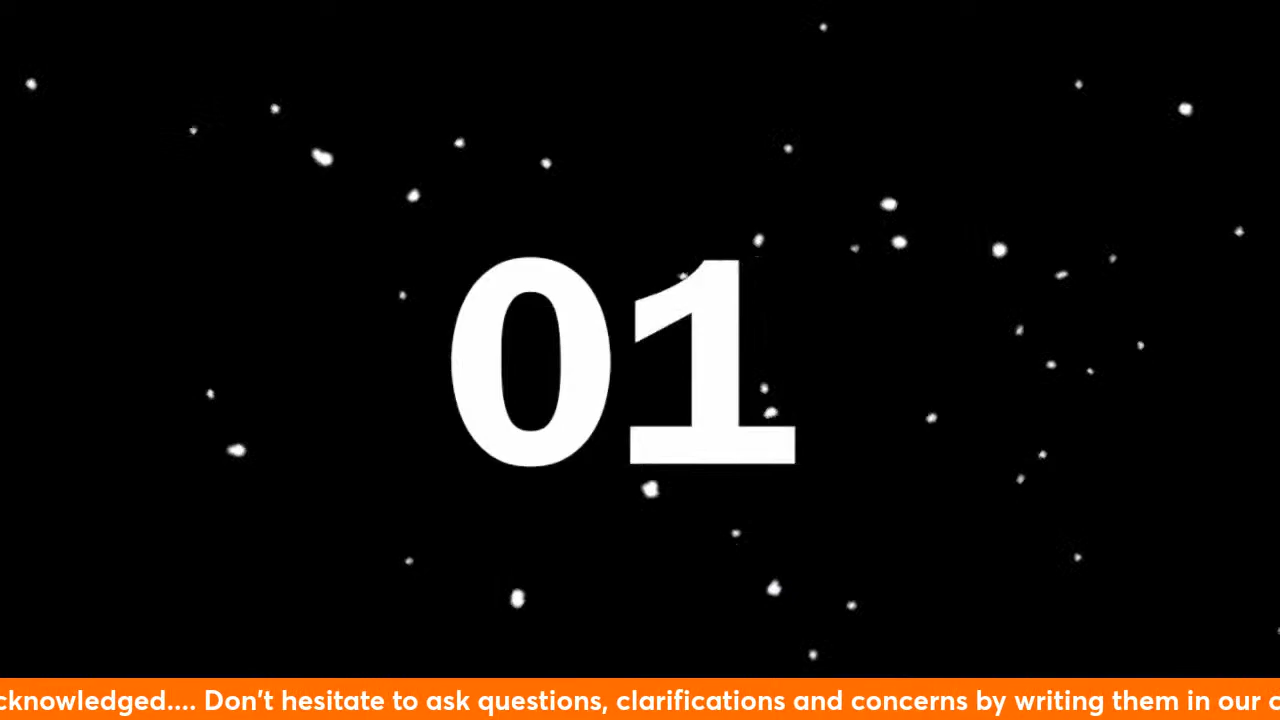 01
cknowledged.... Don't hesitate to ask questions, clarifications and concerns by writing them in our